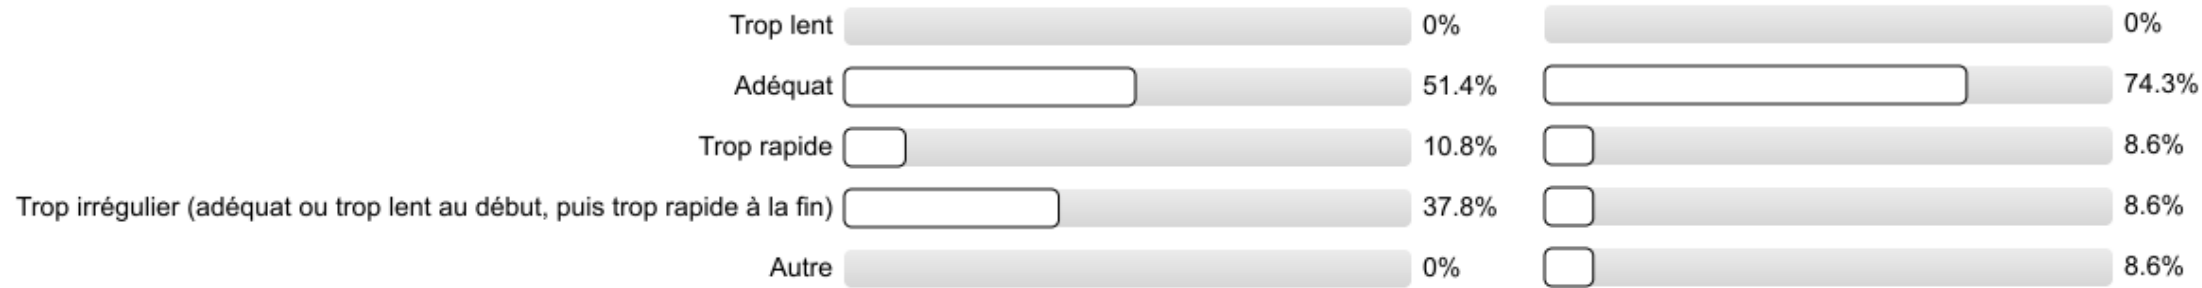 Trop lent 0% 0%
Adéquat 51.4% 74.3%
Trop rapide 10.8% 8.6%
Trop irrégulier (adéquat ou trop lent au début, puis trop rapide à la fin) 37.8% 8.6%
Autre 0% 8.6%